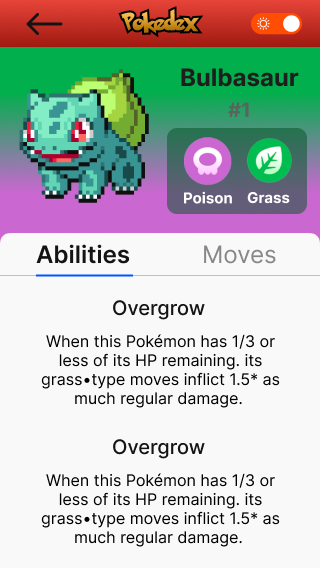 Pokedex
Bulbasaur
#1
Poison Grass
Abilities Moves
Overgrow
When this Pokémon has 1/3 or
less of its HP remaining. its
grass•type moves inflict 1.5* as
much regular damage.
Overgrow
When this Pokémon has 1/3 or
less of its HP remaining. its
grass•type moves inflict 1.5* as
much regular damage.